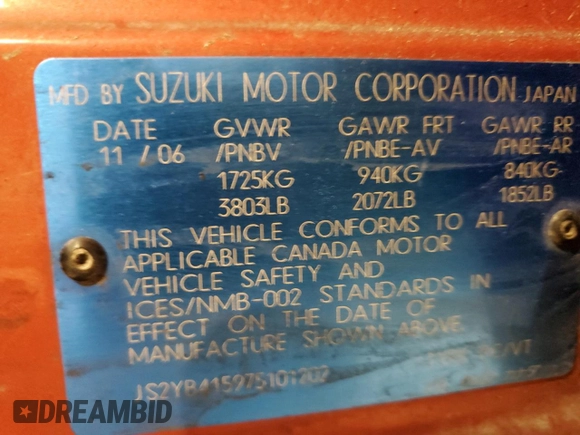 MFD BY SUZUKI MOTOR CORPORATION JAPAN
DATE GVWR GAWR FRT GAWR RR
11 / 06 /PNBV /PNBE-AV /PNBE-AR
1725KG 940KG 840KG
3803LB 2072LB 1852LB
THIS VEHICLE CONFORMS TO ALL
APPLICABLE CANADA MOTOR
VEHICLE SAFETY AND
ICES/NMB-002 STANDARDS IN
EFFECT ON THE DATE OF
MANUFACTURE SHOWN ABOVE.
JS2YB415275101202
DREAMBID